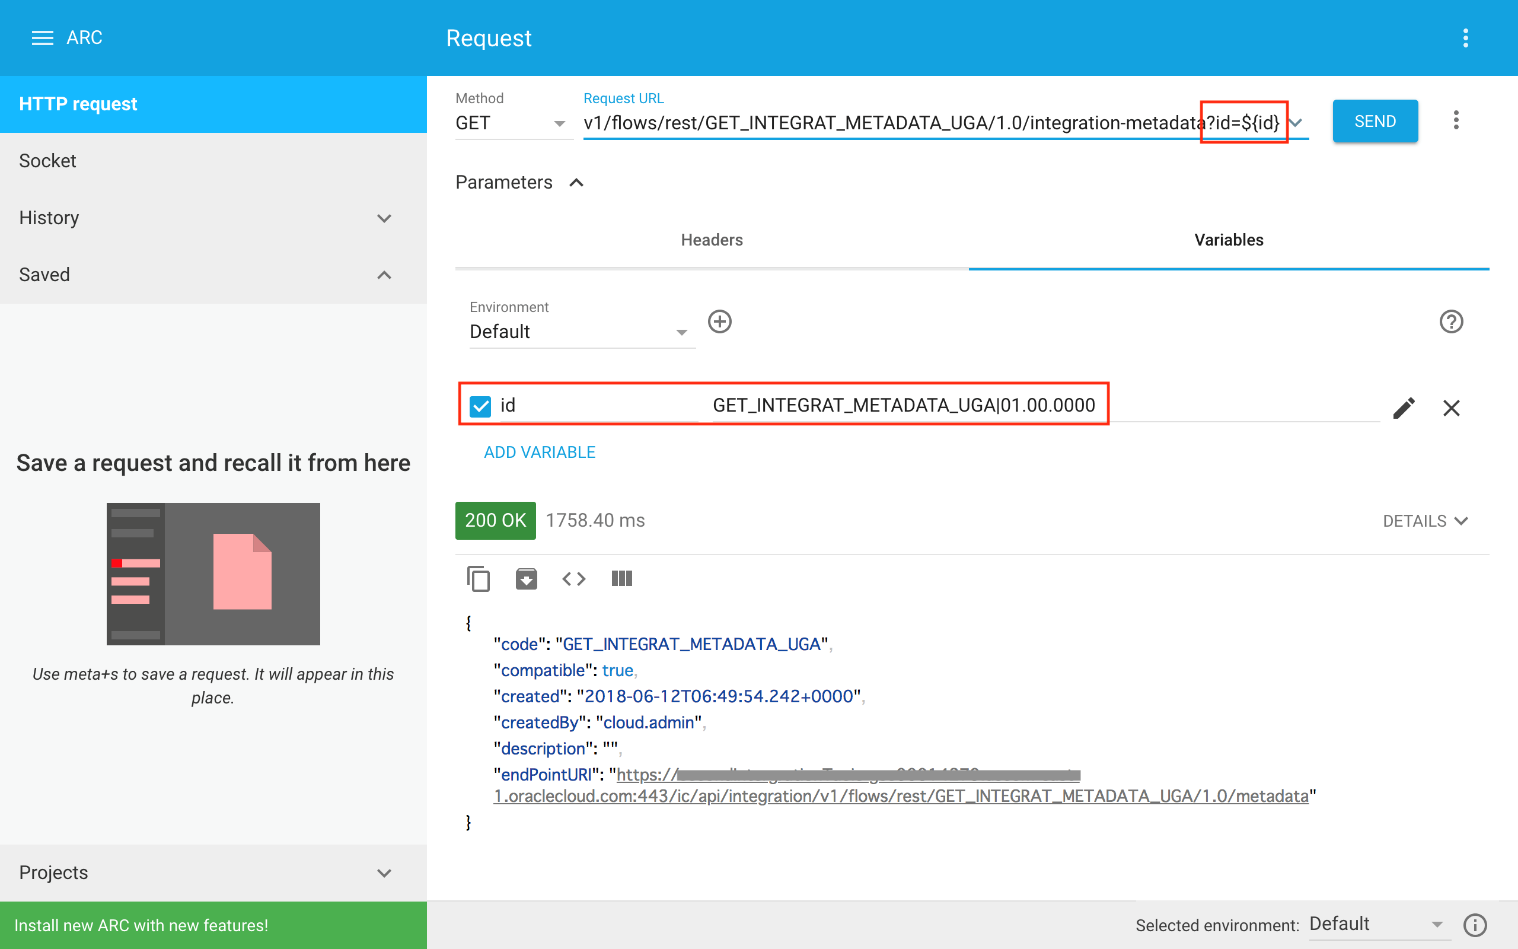 ARC
Request
HTTP request
Socket
History
Saved
Save a request and recall it from here
Use meta+s to save a request. It will appear in this
place.
Projects
Install new ARC with new features!
Method
GET
Request URL
v1/flows/rest/GET_INTEGRAT_METADATA_UGA/1.0/integration-metadata?id=${id}
SEND
Parameters
Headers
Variables
Environment
Default
id GET_INTEGRAT_METADATA_UGA|01.00.0000
ADD VARIABLE
200 OK 1758.40 ms
DETAILS
{
"code": "GET_INTEGRAT_METADATA_UGA",
"compatible": true,
"created": "2018-06-12T06:49:54.242+0000",
"createdBy": "cloud.admin",
"description": "",
"endPointURI": "https://
1.oraclecloud.com:443/ic/api/integration/v1/flows/rest/GET_INTEGRAT_METADATA_UGA/1.0/metadata"
}
Selected environment: Default